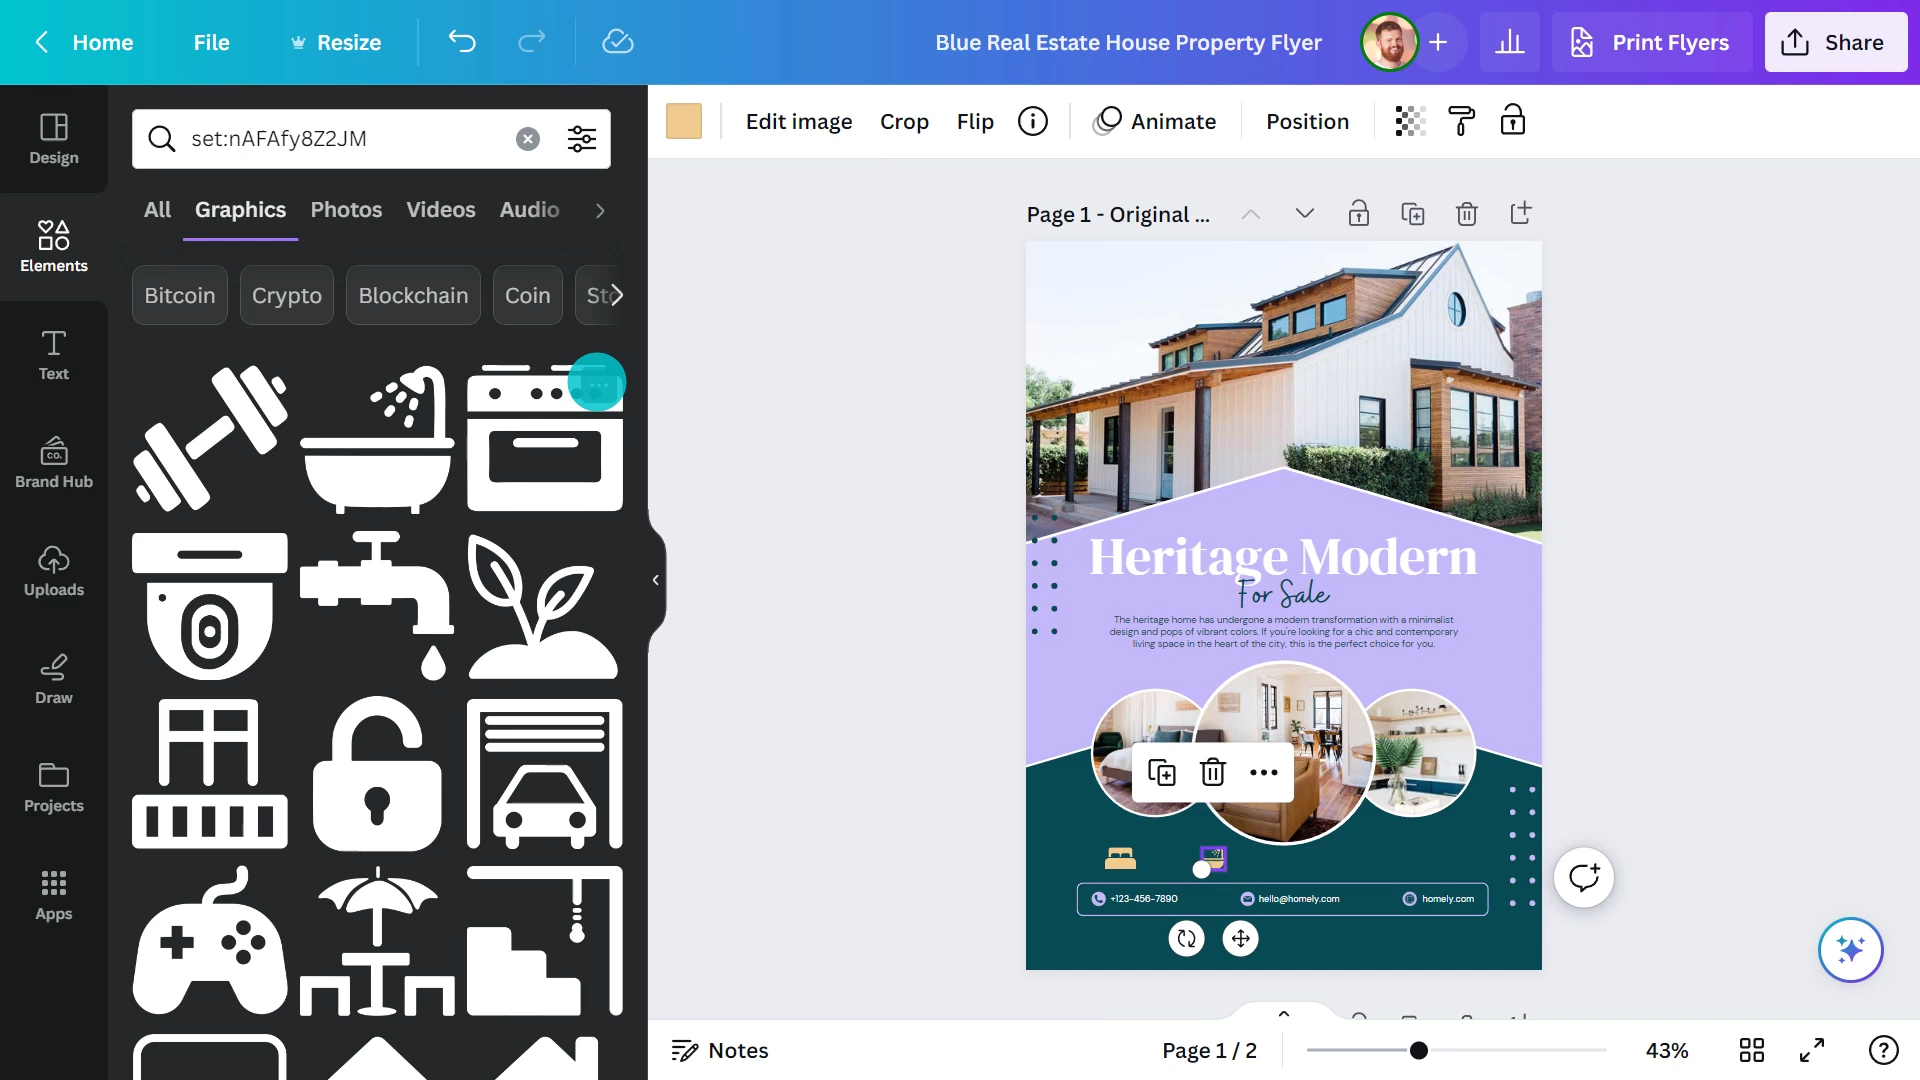 Home
File
Resize
Blue Real Estate House Property Flyer
Print Flyers
Share
Design
Elements
Text
CO.
Brand Hub
Uploads
Draw
Projects
Apps
set:nAFAfy8Z2JM
All
Graphics
Photos
Videos
Audio
Bitcoin
Crypto
Blockchain
Coin
Edit image
Crop
Flip
Animate
Position
Page 1 - Original ...
Heritage Modern
For Sale
The heritage home has undergone a modern transformation with a minimalist
design and pops of vibrant colors. If you're looking for a chic and contemporary
living space in the heart of the city, this is the perfect choice for you.
+123-456-7890
hello@homely.com
homely.com
Notes
Page 1 / 2
43%